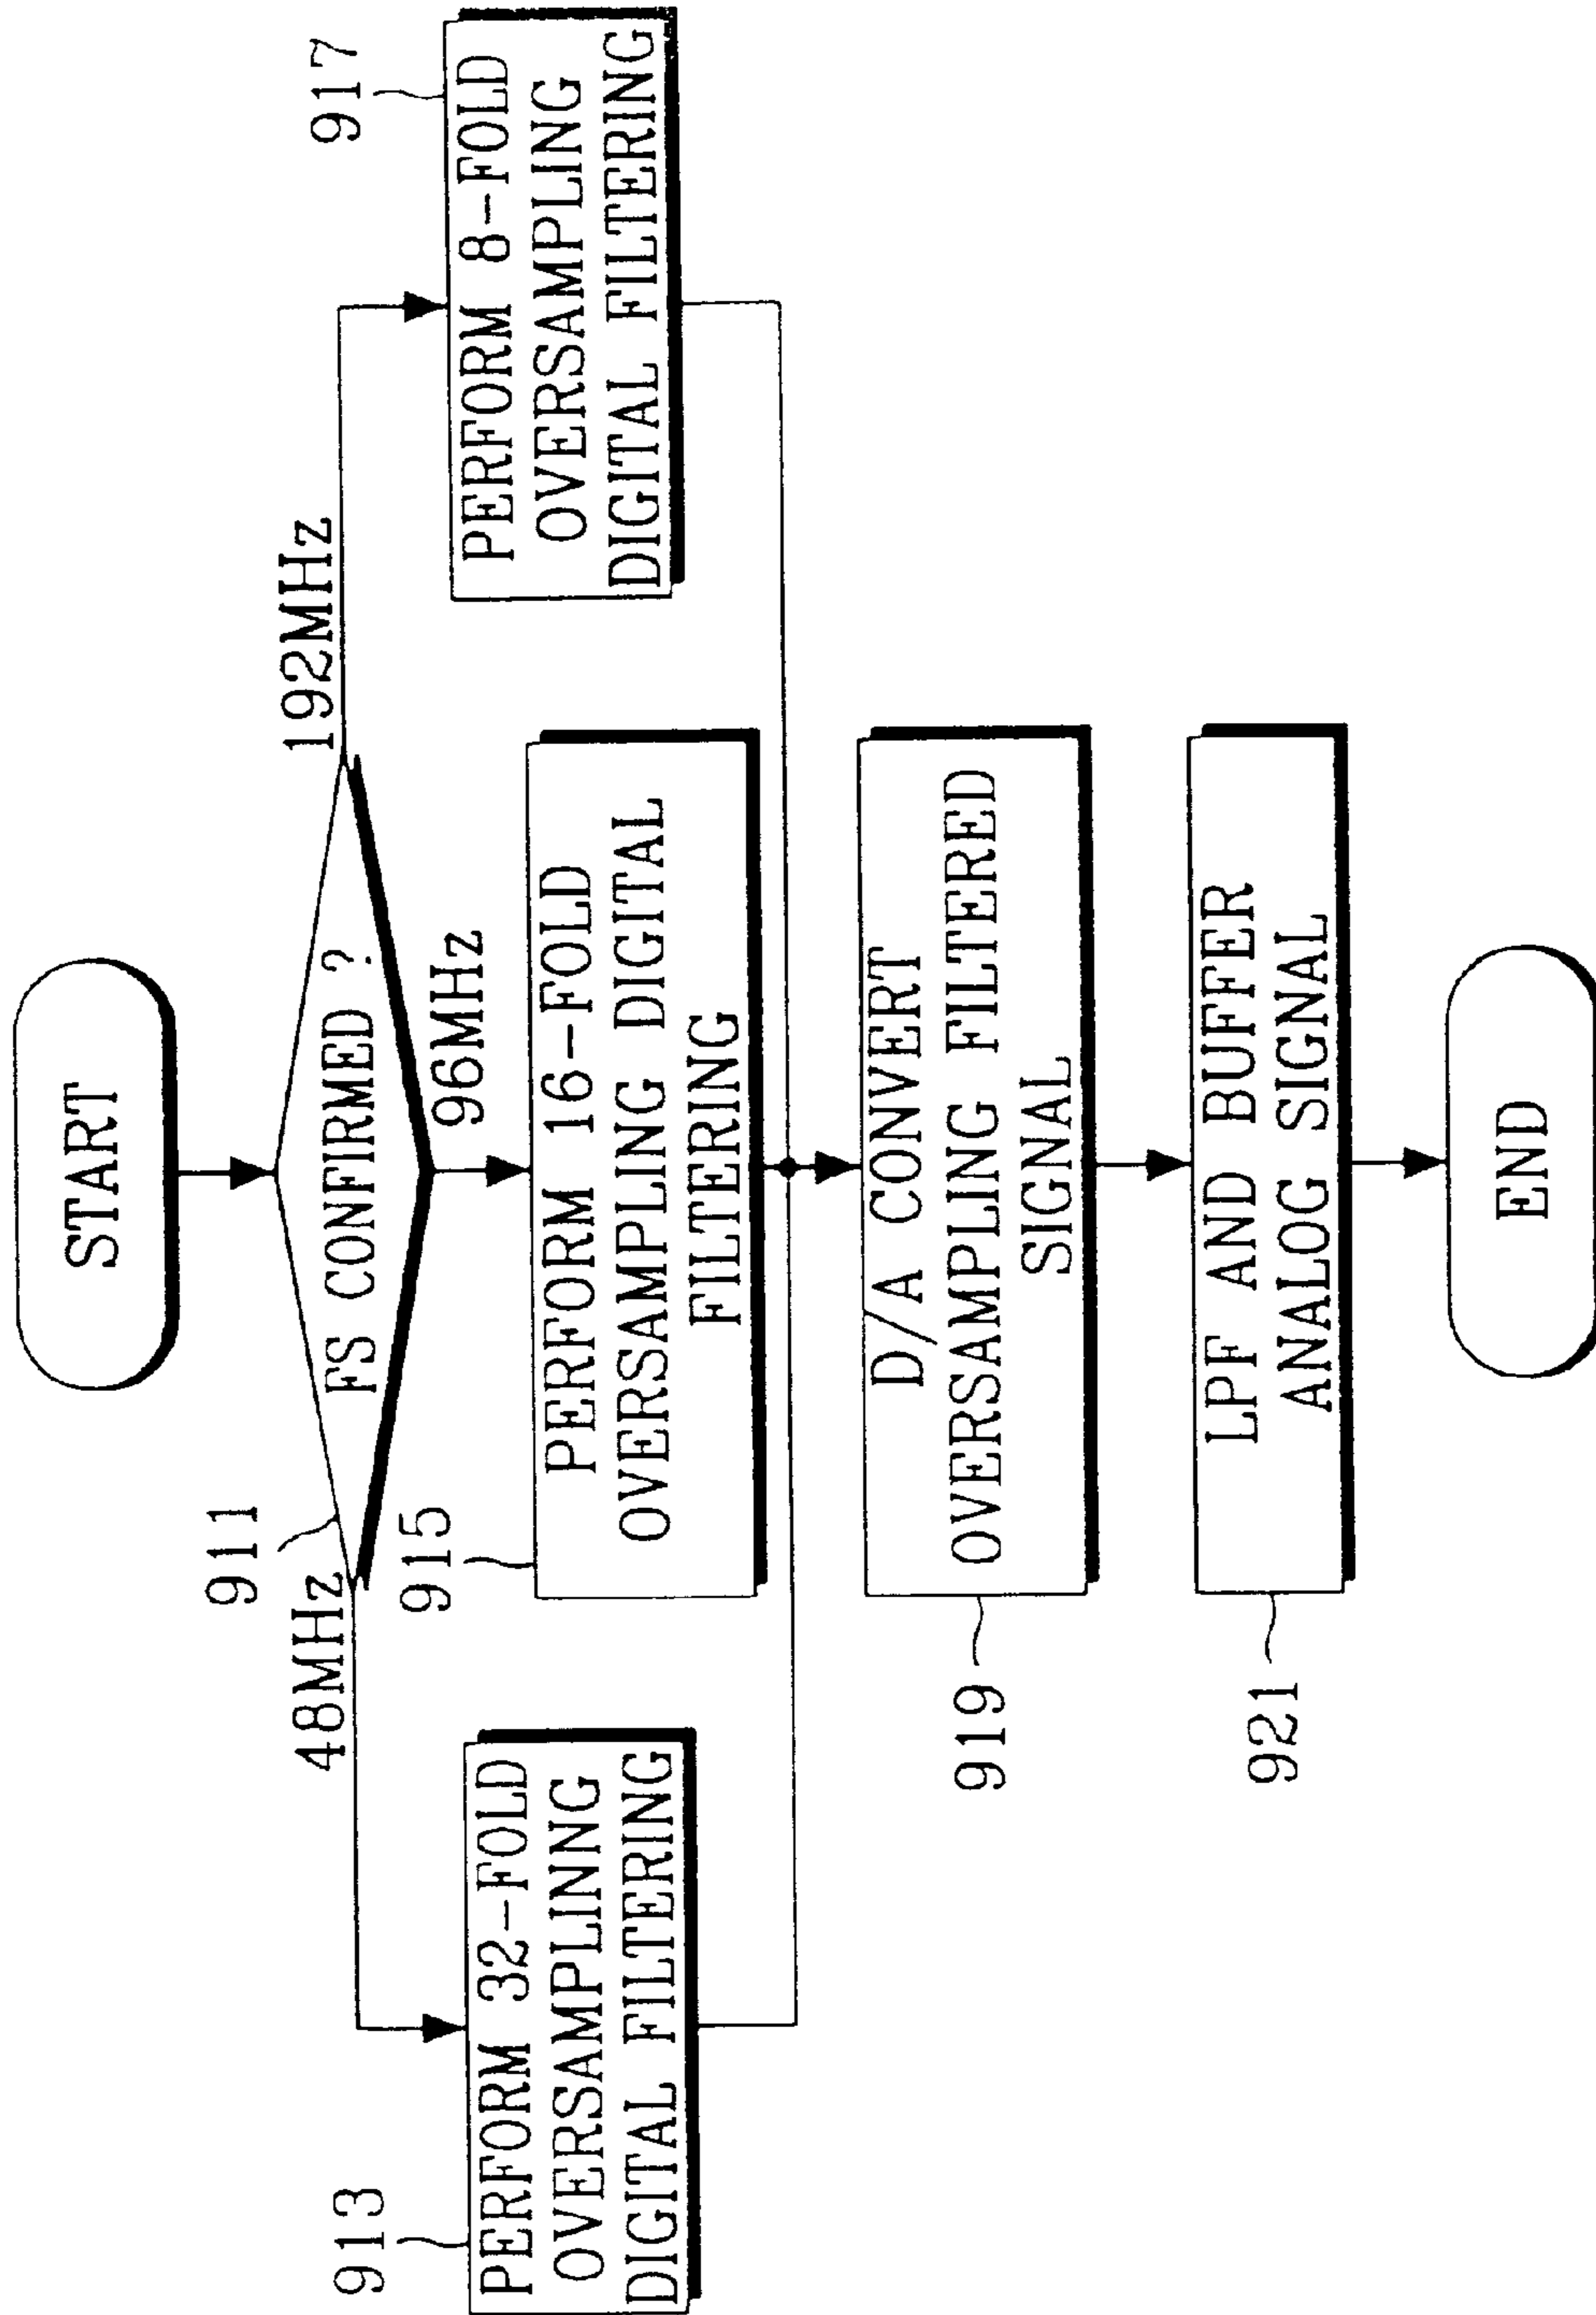 START
911
FS CONFIRMED ?
48MHz
192MHz
96MHz
913
PERFORM 32-FOLD
OVERSAMPLINNG
DIGITAL FILTERING
915
PERFORM 16-FOLD
OVERSAMPLING DIGITAL
FILTERING
917
PERFORM 8-FOLD
OVERSAMPLING
DIGITAL FILTERING
919
D/A CONVERT
OVERSAMPLING FILTERED
SIGNAL
921
LPF AND BUFFER
ANALOG SIGNAL
END